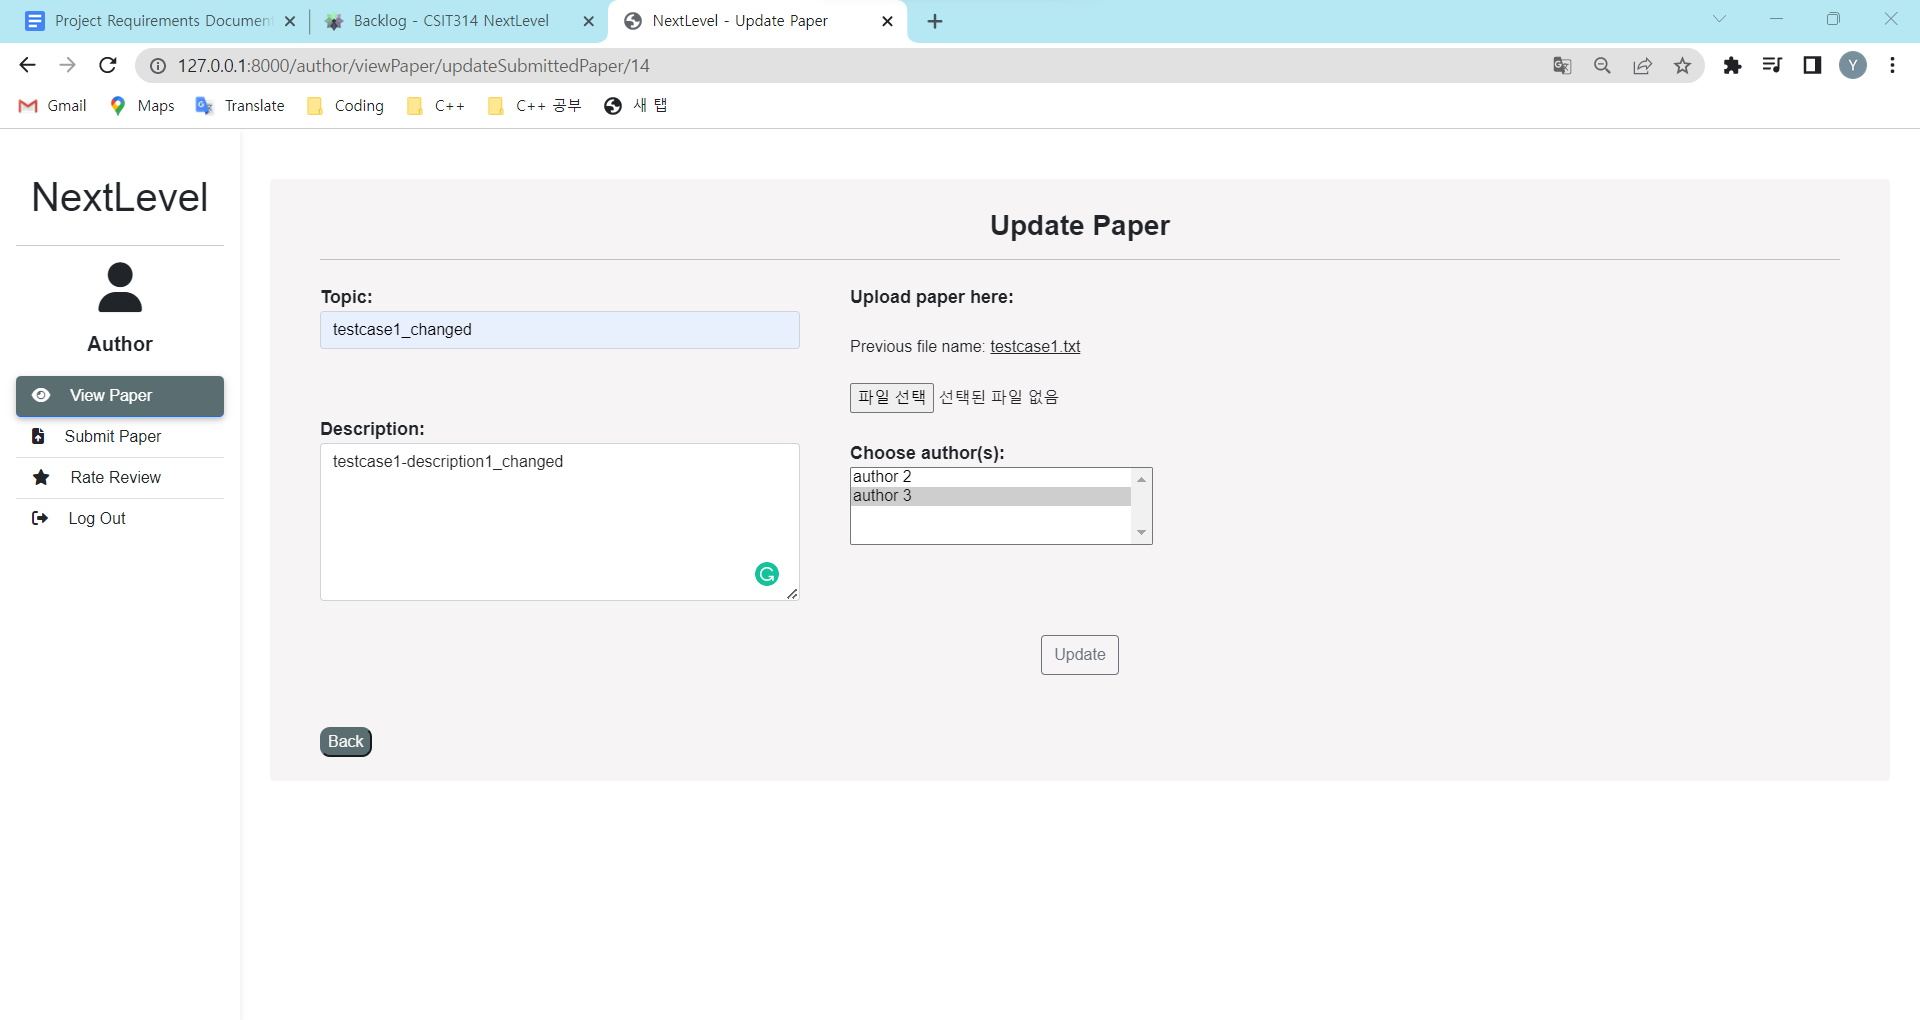 Project Requirements Documen
Backlog - CSIT314 NextLevel
NextLevel - Update Paper
127.0.0.1:8000/author/viewPaper/updateSubmittedPaper/14
Y
Gmail
Maps
Translate
Coding
C++
C++ 공부
새 탭
NextLevel
Author
View Paper
Submit Paper
Rate Review
Log Out
Update Paper
Topic:
testcase1_changed
Description:
testcase1-description1_changed
Upload paper here:
Previous file name: testcase1.txt
파일 선택 선택된 파일 없음
Choose author(s):
author 2
author 3
Update
Back